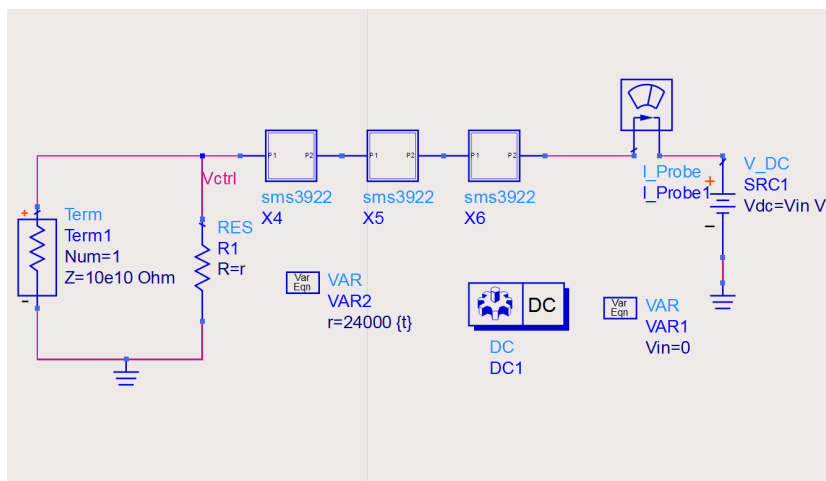 P1
P2
sms3922
X4
P1
P2
sms3922
X5
P1
P2
sms3922
X6
I_Probe
I_Probe1
+
V_DC
SRC1
Vdc=Vin V
−
Vctrl
+
Term
Term1
Num=1
Z=10e10 Ohm
-
RES
R1
R=r
Var
Eqn
VAR
VAR2
r=24000 {t}
DC
DC
DC1
Var
Eqn
VAR
VAR1
Vin=0